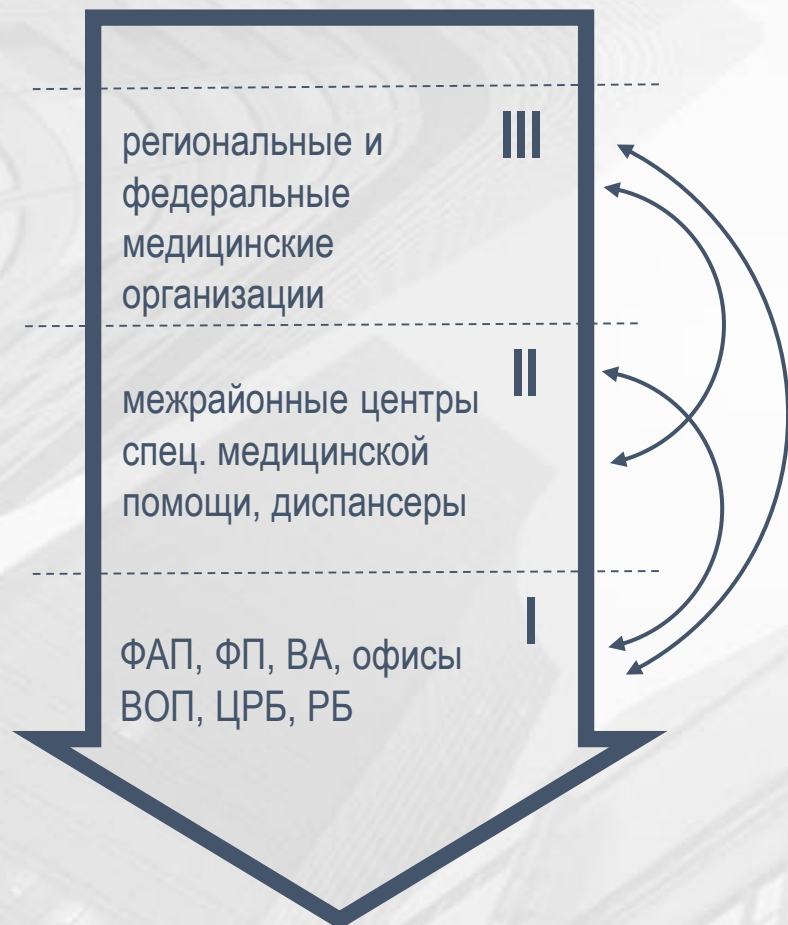 III
региональные и
федеральные
медицинские
организации
II
межрайонные центры
спец. медицинской
помощи, диспансеры
I
ФАП, ФП, ВА, офисы
ВОП, ЦРБ, РБ